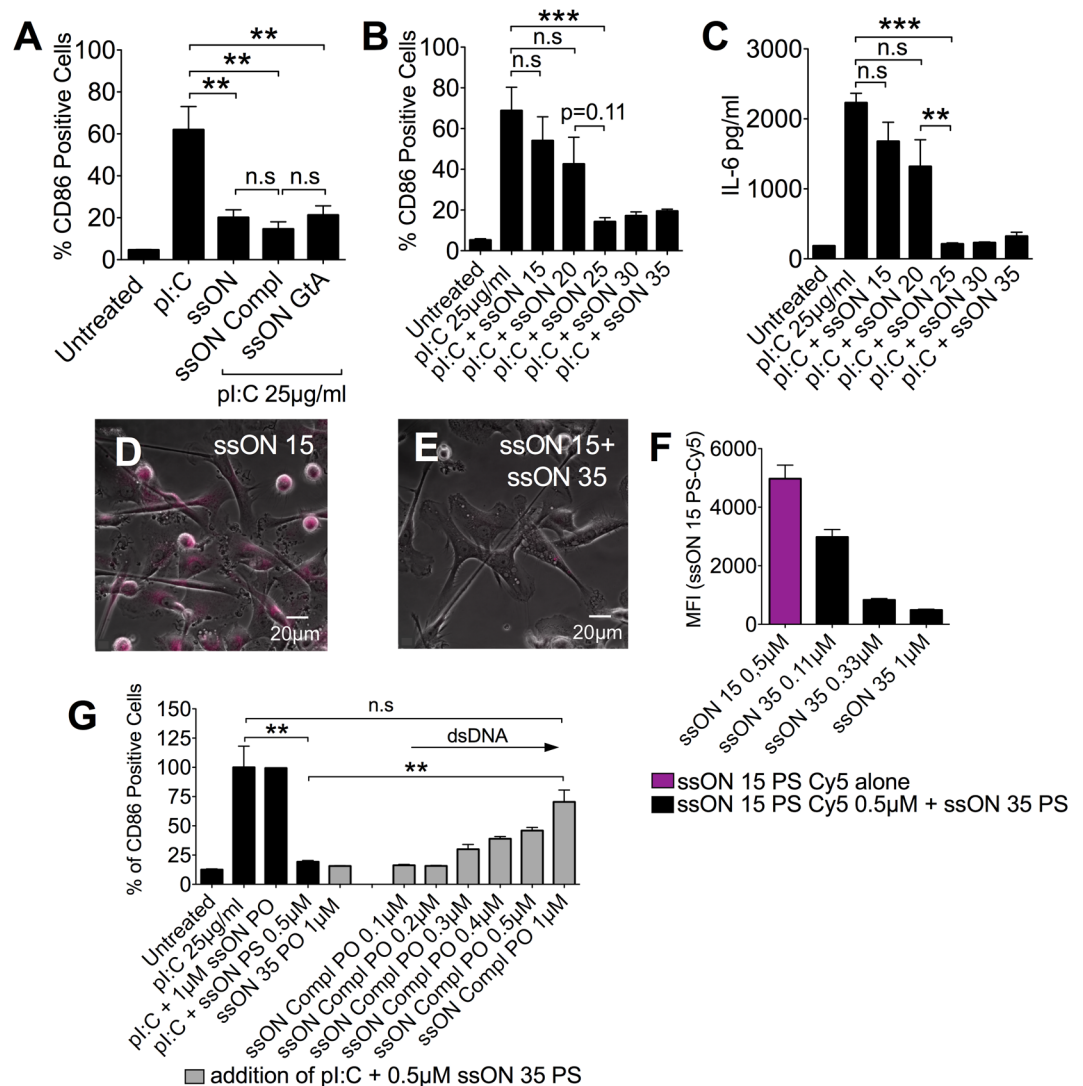 A
% CD86 Positive Cells
100
80
60
40
20
0
**
**
**
n.s
n.s
Untreated
pI:C
ssON
ssON Compl
ssON GtA
pI:C 25µg/ml
B
% CD86 Positive Cells
100
80
60
40
20
0
***
n.s
n.s
p=0.11
Untreated
pI:C 25µg/ml
pI:C + ssON 15
pI:C + ssON 20
pI:C + ssON 25
pI:C + ssON 30
pI:C + ssON 35
C
IL-6 pg/ml
3000
2000
1000
0
***
n.s
n.s
**
Untreated
pI:C 25µg/ml
pI:C + ssON 15
pI:C + ssON 20
pI:C + ssON 25
pI:C + ssON 30
pI:C + ssON 35
D
ssON 15
20µm
E
ssON 15+
ssON 35
20µm
F
MFI (ssON 15 PS-Cy5)
6000
4000
2000
0
ssON 15 0,5µM
ssON 35 0.11µM
ssON 35 0.33µM
ssON 35 1µM
ssON 15 PS Cy5 alone
ssON 15 PS Cy5 0.5µM + ssON 35 PS
G
% of CD86 Positive Cells
150
125
100
75
50
25
0
n.s
**
dsDNA
**
Untreated
pI:C 25µg/ml
pI:C + 1µM ssON PO
pI:C + ssON PS 0.5µM
ssON 35 PO 1µM
ssON Compl PO 0.1µM
ssON Compl PO 0.2µM
ssON Compl PO 0.3µM
ssON Compl PO 0.4µM
ssON Compl PO 0.5µM
ssON Compl PO 1µM
addition of pI:C + 0.5µM ssON 35 PS